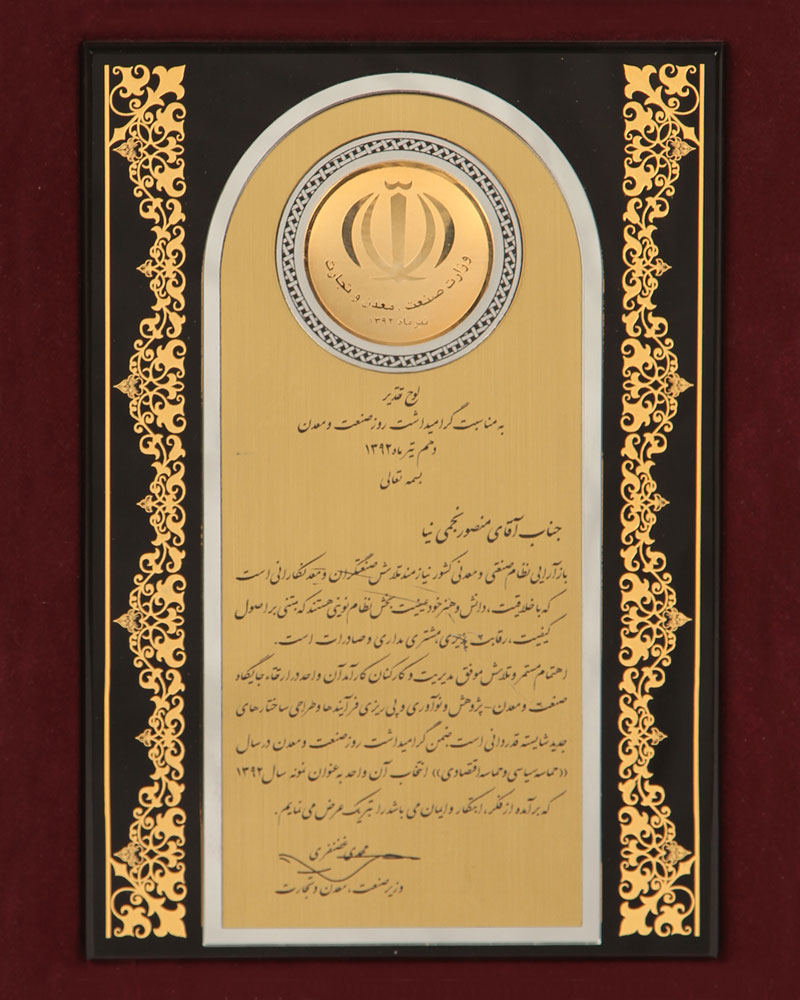 وزارت صنعت، معدن و تجارت
تیر ماه ۱۳۹۲
لوح تقدیر
به مناسبت گرامیداشت روز صنعت و معدن
دهم تیر ماه ۱۳۹۲
بسمه تعالی
جناب آقای منصور نجمی نیا
بازآرایی نظام صنعتی و معدنی کشور نیازمند تلاش صنعتگران و معدنکارانی است
که با خلاقیت، دانش و هنر خود عینیت بخش نظام نوینی هستند که مبتنی بر اصول
کیفیت، رقابت پذیری، مشتری مداری و صادرات است.
اهتمام مستمر و تلاش موفق مدیریت و کارکنان کارآمد آن واحد در ارتقاء جایگاه
صنعت و معدن - پژوهش و نوآوری و پی ریزی فرآیندها و طراحی ساختارهای
جدید شایسته قدردانی است. ضمن گرامیداشت روز صنعت و معدن در سال
«حماسه سیاسی و حماسه اقتصادی» انتخاب آن واحد به عنوان نمونه سال ۱۳۹۲
که برآمده از فکر، ابتکار و ایمان می باشد را تبریک عرض می نمایم.
مهدی غضنفری
وزیر صنعت، معدن و تجارت